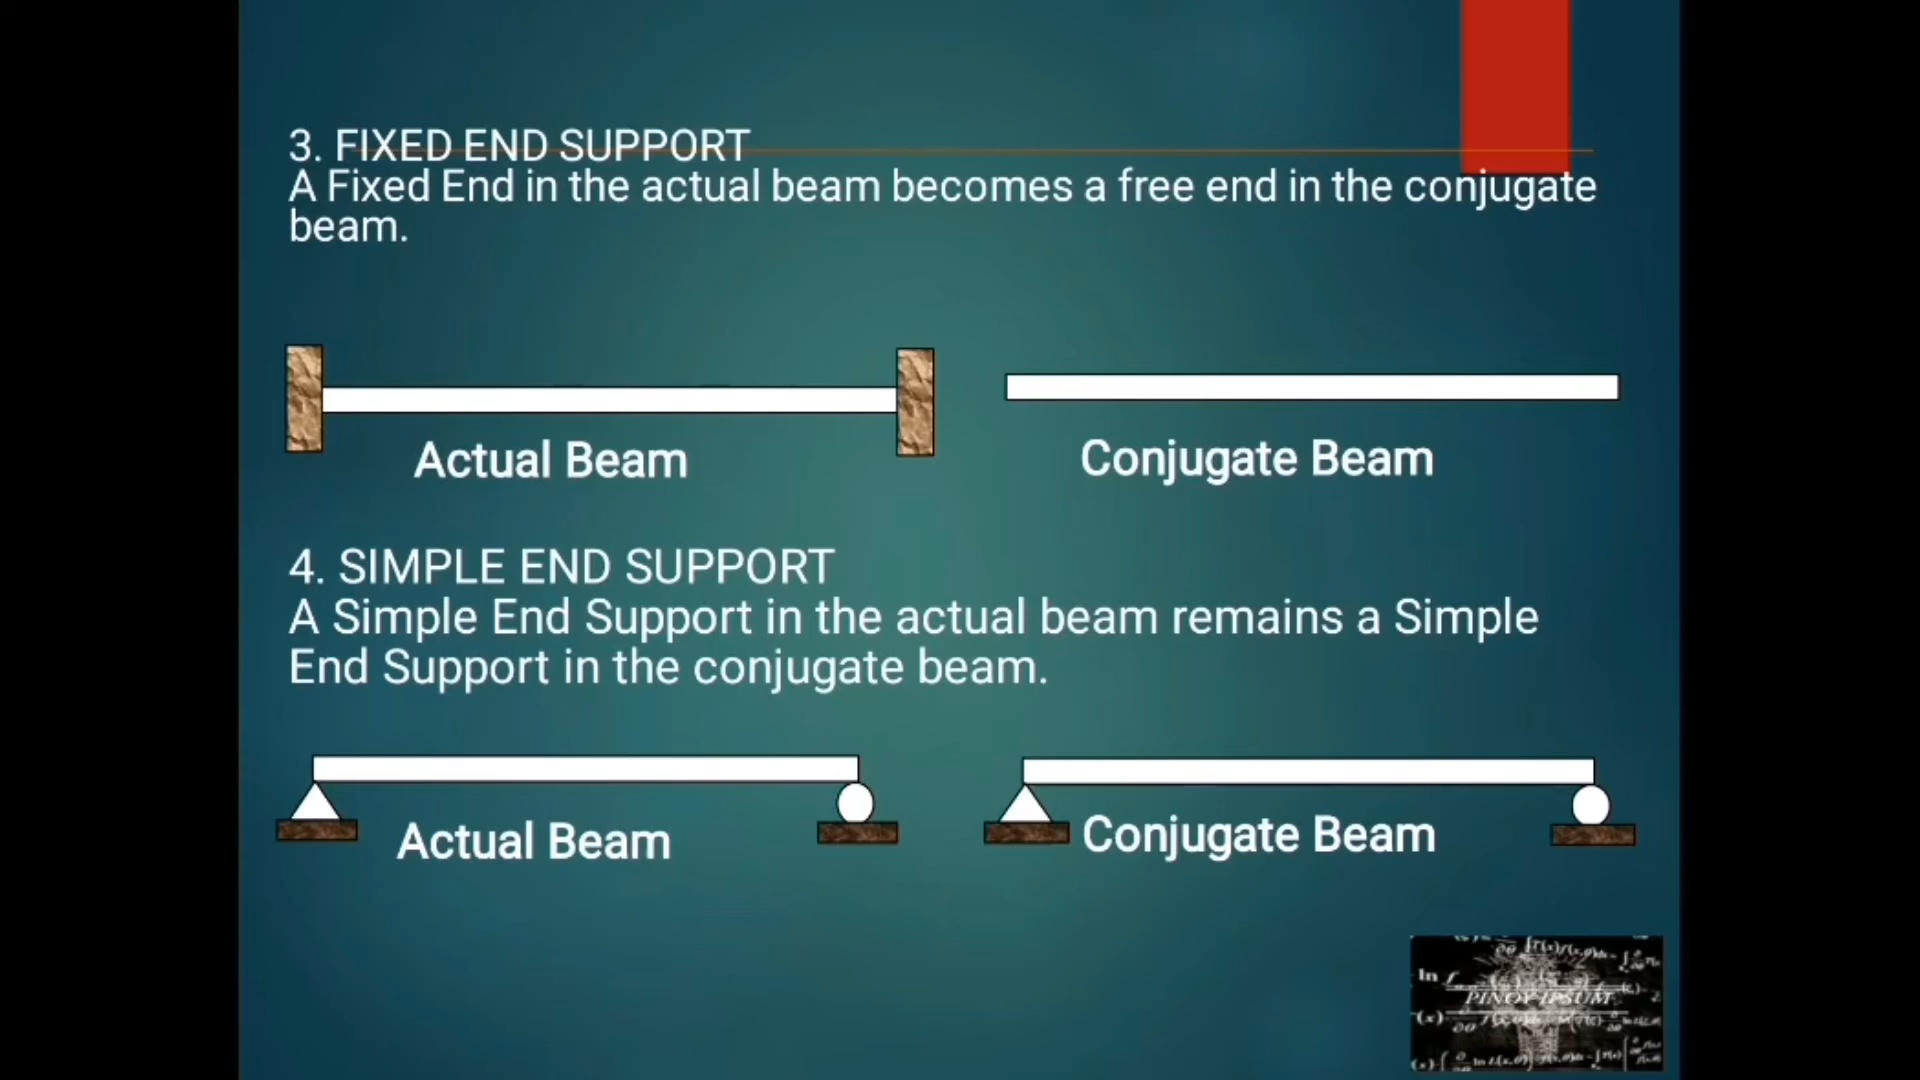 3. FIXED END SUPPORT
A Fixed End in the actual beam becomes a free end in the conjugate
beam.
Actual Beam
Conjugate Beam
4. SIMPLE END SUPPORT
A Simple End Support in the actual beam remains a Simple
End Support in the conjugate beam.
Actual Beam
Conjugate Beam
PINOY IPSUM